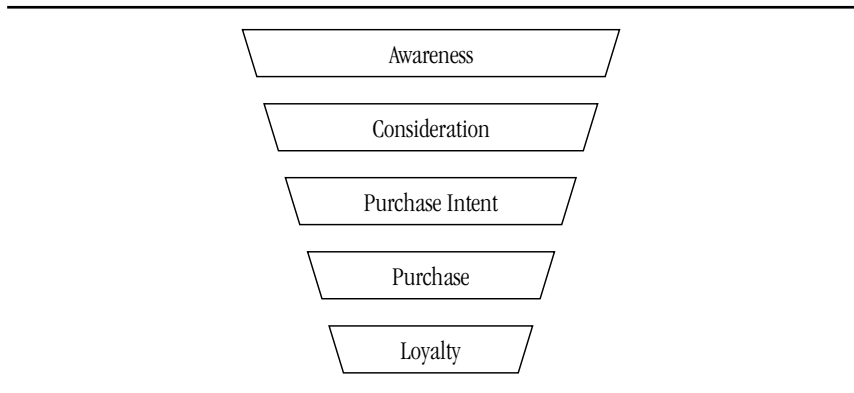 Awareness
Consideration
Purchase Intent
Purchase
Loyalty